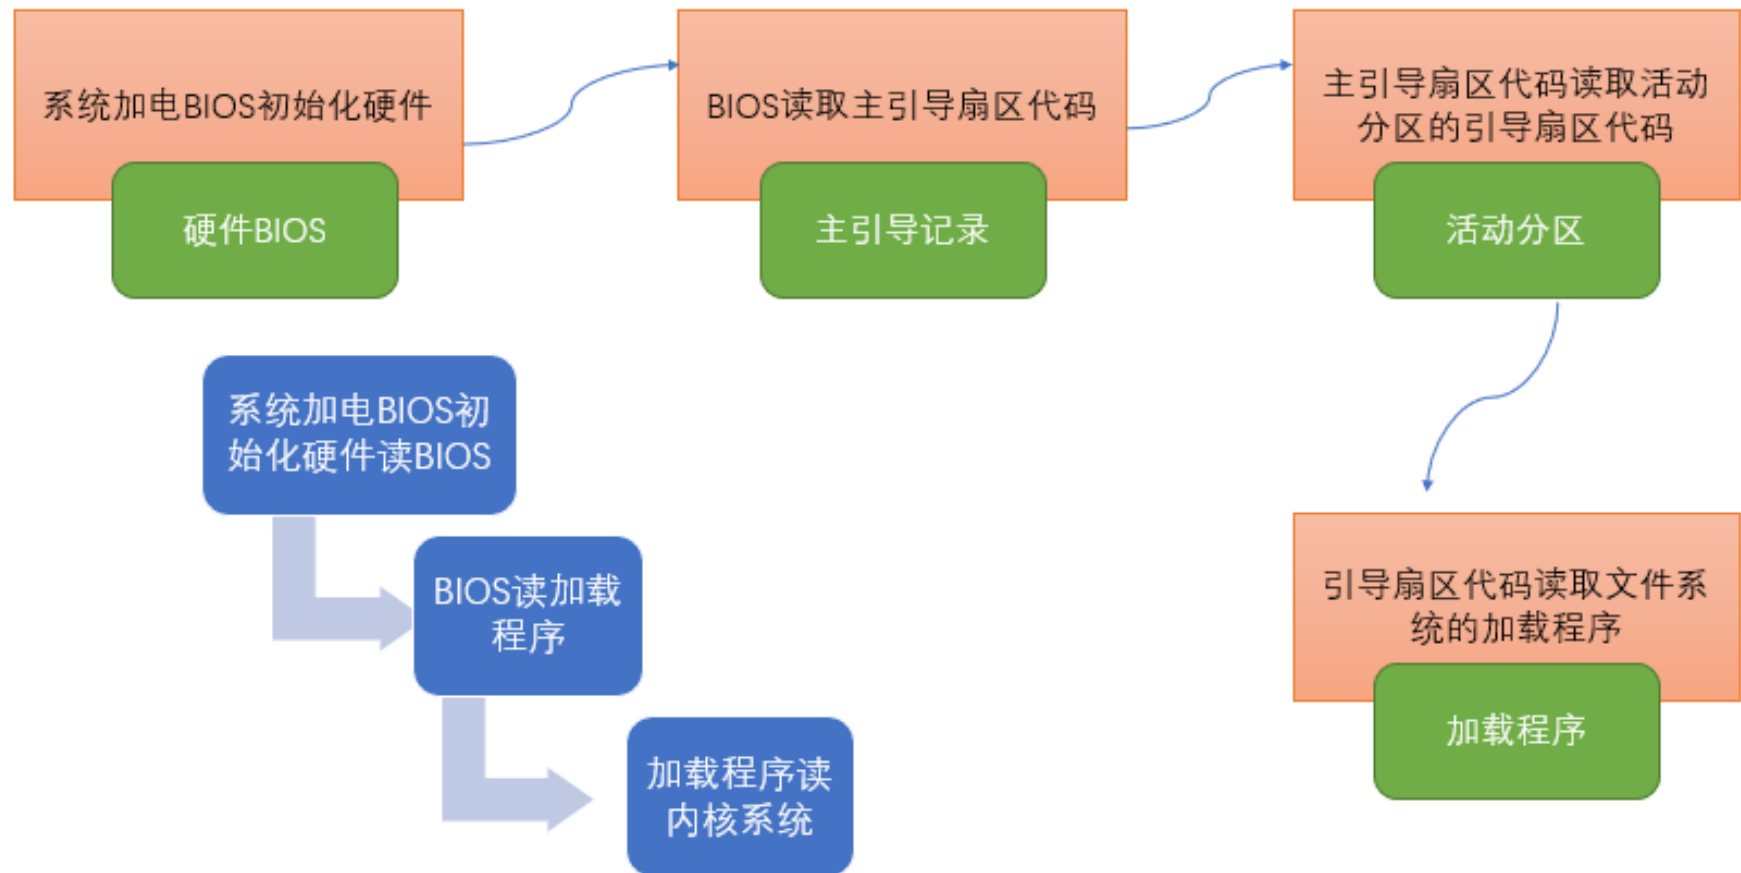 系统加电BIOS初始化硬件
硬件BIOS
BIOS读取主引导扇区代码
主引导记录
主引导扇区代码读取活动
分区的引导扇区代码
活动分区
系统加电BIOS初
始化硬件读BIOS
BIOS读加载
程序
加载程序读
内核系统
引导扇区代码读取文件系
统的加载程序
加载程序